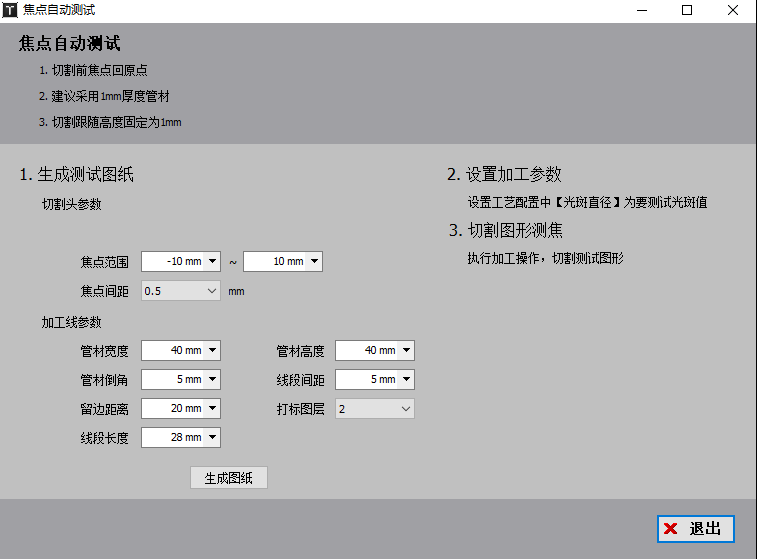 T 焦点自动测试
焦点自动测试
1. 切割前焦点回原点
2. 建议采用1mm厚度管材
3. 切割跟随高度固定为1mm
1. 生成测试图纸
切割头参数
焦点范围 -10 mm ~ 10 mm
焦点间距 0.5 mm
加工线参数
管材宽度 40 mm 管材高度 40 mm
管材倒角 5 mm 线段间距 5 mm
留边距离 20 mm 打标图层 2
线段长度 28 mm
生成图纸
2. 设置加工参数
设置工艺配置中【光斑直径】为要测试光斑值
3. 切割图形测焦
执行加工操作，切割测试图形
退出